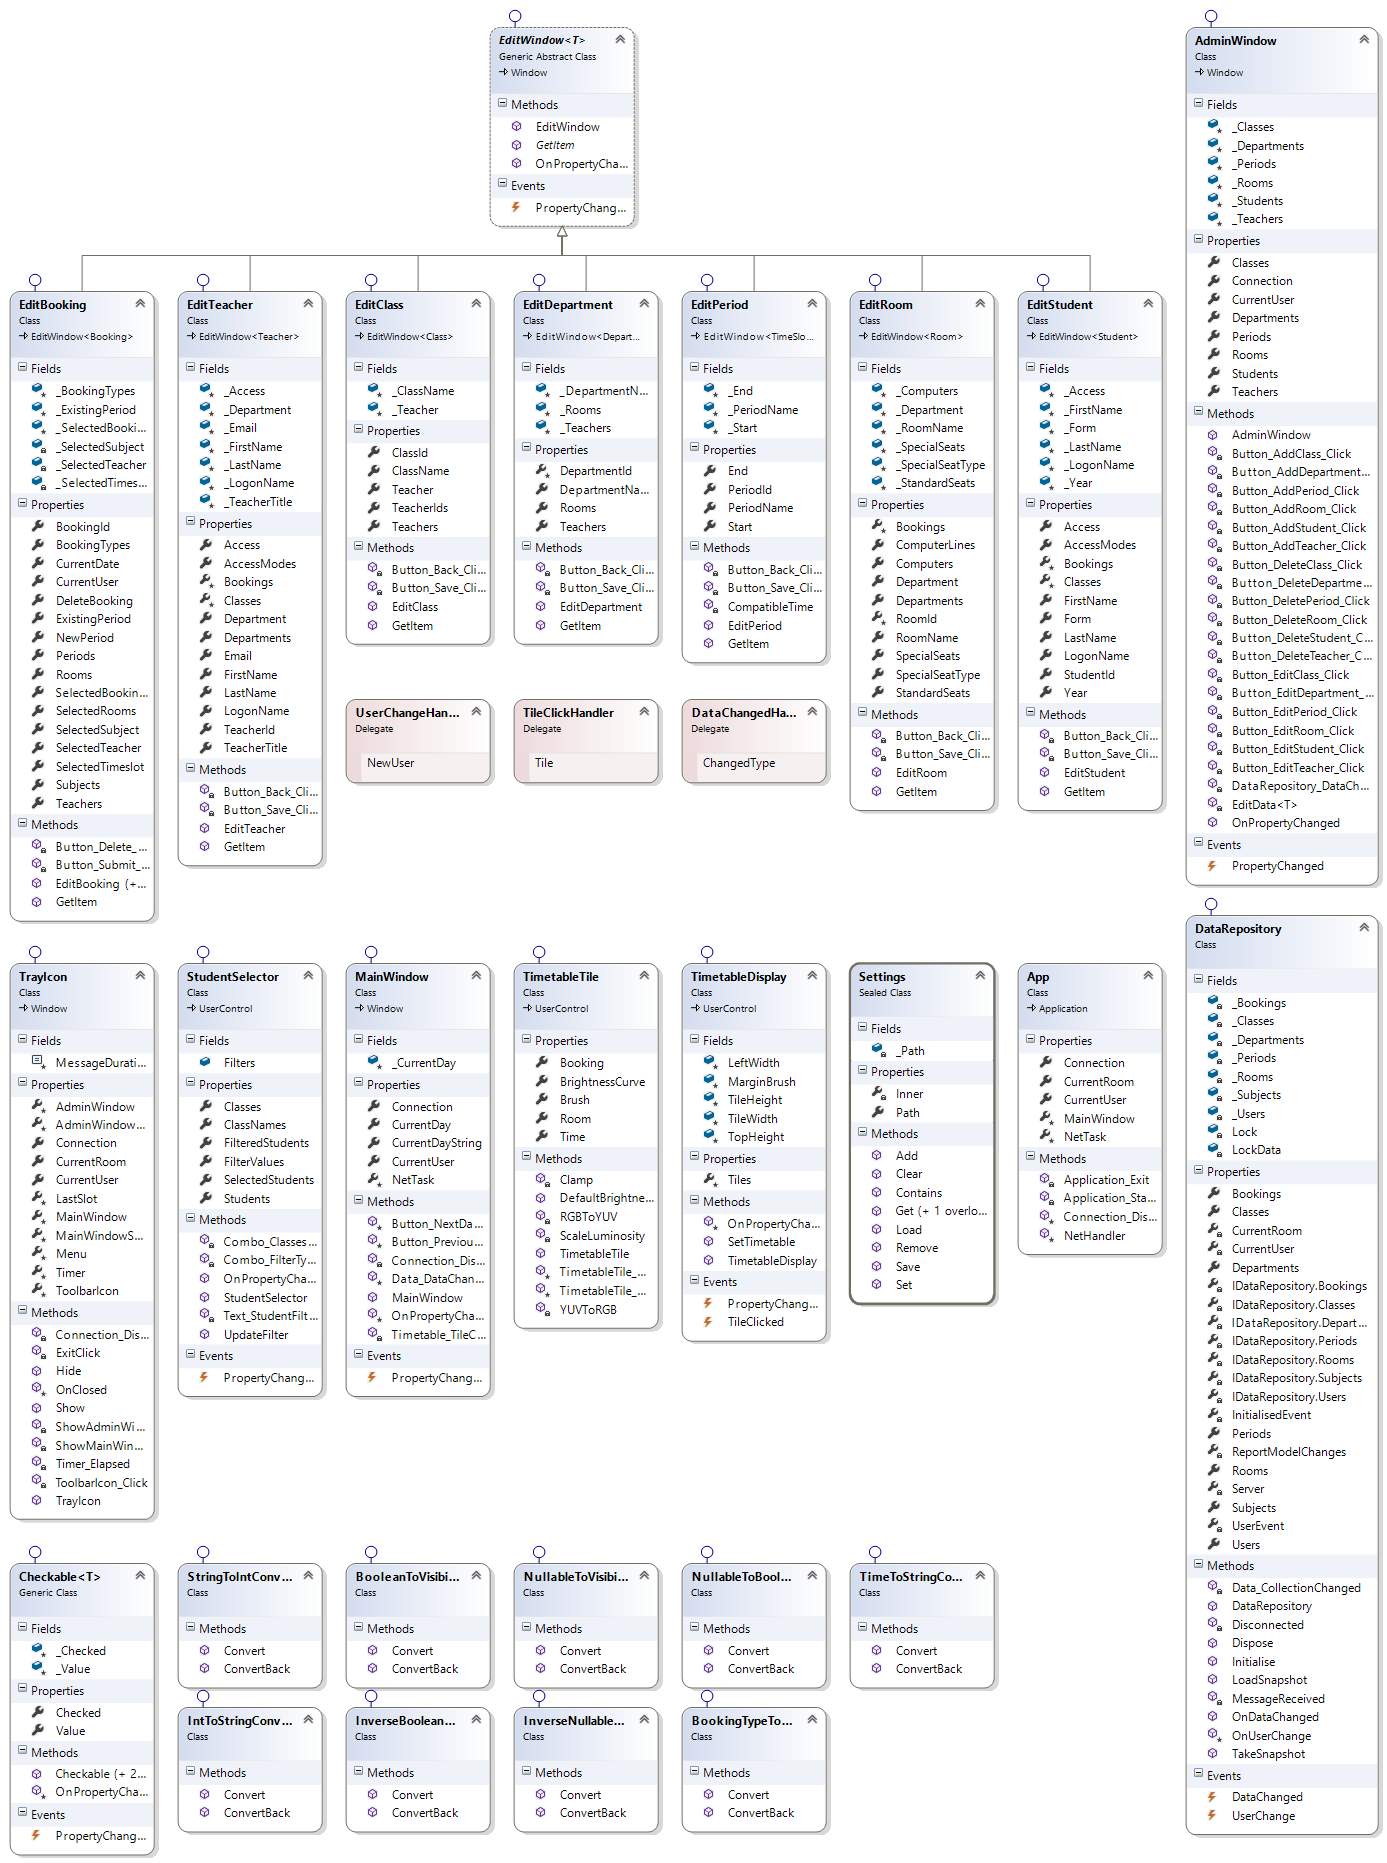 EditWindow<T>
Generic Abstract Class
Window
Methods
EditWindow
GetItem
OnPropertyCha...
Events
PropertyChang...
AdminWindow
Class
Window
Fields
_Classes
_Departments
_Periods
_Rooms
_Students
_Teachers
Properties
Classes
Connection
CurrentUser
Departments
Periods
Rooms
Students
Teachers
Methods
AdminWindow
Button_AddClass_Click
Button_AddDepartment...
Button_AddPeriod_Click
Button_AddRoom_Click
Button_AddStudent_Click
Button_AddTeacher_Click
Button_DeleteClass_Click
Button_DeleteDepartme...
Button_DeletePeriod_Click
Button_DeleteRoom_Click
Button_DeleteStudent_C...
Button_DeleteTeacher_C...
Button_EditClass_Click
Button_EditDepartment_...
Button_EditPeriod_Click
Button_EditRoom_Click
Button_EditStudent_Click
Button_EditTeacher_Click
DataRepository_DataCh...
EditData<T>
OnPropertyChanged
Events
PropertyChanged
EditBooking
Class
EditWindow<Booking>
Fields
_BookingTypes
_ExistingPeriod
_SelectedBooki...
_SelectedSubject
_SelectedTeacher
_SelectedTimes...
Properties
BookingId
BookingTypes
CurrentDate
CurrentUser
DeleteBooking
ExistingPeriod
NewPeriod
Periods
Rooms
SelectedBookin...
SelectedRooms
SelectedSubject
SelectedTeacher
SelectedTimeslot
Subjects
Teachers
Methods
Button_Delete_...
Button_Submit_...
EditBooking (+...
GetItem
EditTeacher
Class
EditWindow<Teacher>
Fields
_Access
_Department
_Email
_FirstName
_LastName
_LogonName
_TeacherTitle
Properties
Access
AccessModes
Bookings
Classes
Department
Departments
Email
FirstName
LastName
LogonName
TeacherId
TeacherTitle
Methods
Button_Back_Cli...
Button_Save_Cli...
EditTeacher
GetItem
EditClass
Class
EditWindow<Class>
Fields
_ClassName
_Teacher
Properties
ClassId
ClassName
Teacher
TeacherIds
Teachers
Methods
Button_Back_Cli...
Button_Save_Cli...
EditClass
GetItem
EditDepartment
Class
EditWindow<Depart...
Fields
_DepartmentN...
_Rooms
_Teachers
Properties
DepartmentId
DepartmentNa...
Rooms
Teachers
Methods
Button_Back_Cli...
Button_Save_Cli...
EditDepartment
GetItem
EditPeriod
Class
EditWindow<TimeSlo...
Fields
_End
_PeriodName
_Start
Properties
End
PeriodId
PeriodName
Start
Methods
Button_Back_Cli...
Button_Save_Cli...
CompatibleTime
EditPeriod
GetItem
EditRoom
Class
EditWindow<Room>
Fields
_Computers
_Department
_RoomName
_SpecialSeats
_SpecialSeatType
_StandardSeats
Properties
Bookings
ComputerLines
Computers
Department
Departments
RoomId
RoomName
SpecialSeats
SpecialSeatType
StandardSeats
Methods
Button_Back_Cli...
Button_Save_Cli...
EditRoom
GetItem
EditStudent
Class
EditWindow<Student>
Fields
_Access
_FirstName
_Form
_LastName
_LogonName
_Year
Properties
Access
AccessModes
Bookings
Classes
FirstName
Form
LastName
LogonName
StudentId
Year
Methods
Button_Back_Cli...
Button_Save_Cli...
EditStudent
GetItem
UserChangeHan...
Delegate
NewUser
TileClickHandler
Delegate
Tile
DataChangedHa...
Delegate
ChangedType
TrayIcon
Class
Window
Fields
MessageDurati...
Properties
AdminWindow
AdminWindow...
Connection
CurrentRoom
CurrentUser
LastSlot
MainWindow
MainWindowS...
Menu
Timer
ToolbarIcon
Methods
Connection_Dis...
ExitClick
Hide
OnClosed
Show
ShowAdminWi...
ShowMainWin...
Timer_Elapsed
ToolbarIcon_Click
TrayIcon
StudentSelector
Class
UserControl
Fields
Filters
Properties
Classes
ClassNames
FilteredStudents
FilterValues
SelectedStudents
Students
Methods
Combo_Classes...
Combo_FilterTy...
OnPropertyCha...
StudentSelector
Text_StudentFilt...
UpdateFilter
Events
PropertyChang...
MainWindow
Class
Window
Fields
_CurrentDay
Properties
Connection
CurrentDay
CurrentDayString
CurrentUser
NetTask
Methods
Button_NextDa...
Button_Previou...
Connection_Dis...
Data_DataChan...
MainWindow
OnPropertyCha...
Timetable_TileC...
Events
PropertyChang...
TimetableTile
Class
UserControl
Properties
Booking
BrightnessCurve
Brush
Room
Time
Methods
Clamp
DefaultBrightne...
RGBToYUV
ScaleLuminosity
TimetableTile
TimetableTile_...
TimetableTile_...
YUVToRGB
TimetableDisplay
Class
UserControl
Fields
LeftWidth
MarginBrush
TileHeight
TileWidth
TopHeight
Properties
Tiles
Methods
OnPropertyCha...
SetTimetable
TimetableDisplay
Events
PropertyChang...
TileClicked
Settings
Sealed Class
Fields
_Path
Properties
Inner
Path
Methods
Add
Clear
Contains
Get (+ 1 overlo...
Load
Remove
Save
Set
App
Class
Application
Properties
Connection
CurrentRoom
CurrentUser
MainWindow
NetTask
Methods
Application_Exit
Application_Sta...
Connection_Dis...
NetHandler
DataRepository
Class
Fields
_Bookings
_Classes
_Departments
_Periods
_Rooms
_Subjects
_Users
Lock
LockData
Properties
Bookings
Classes
CurrentRoom
CurrentUser
Departments
IDataRepository.Bookings
IDataRepository.Classes
IDataRepository.Depart...
IDataRepository.Periods
IDataRepository.Rooms
IDataRepository.Subjects
IDataRepository.Users
InitialisedEvent
Periods
ReportModelChanges
Rooms
Server
Subjects
UserEvent
Users
Methods
Data_CollectionChanged
DataRepository
Disconnected
Dispose
Initialise
LoadSnapshot
MessageReceived
OnDataChanged
OnUserChange
TakeSnapshot
Events
DataChanged
UserChange
Checkable<T>
Generic Class
Fields
_Checked
_Value
Properties
Checked
Value
Methods
Checkable (+ 2...
OnPropertyCha...
Events
PropertyChang...
StringToIntConv...
Class
Methods
Convert
ConvertBack
BooleanToVisibi...
Class
Methods
Convert
ConvertBack
NullableToVisibi...
Class
Methods
Convert
ConvertBack
NullableToBool...
Class
Methods
Convert
ConvertBack
TimeToStringCo...
Class
Methods
Convert
ConvertBack
IntToStringConv...
Class
Methods
Convert
ConvertBack
InverseBoolean...
Class
Methods
Convert
ConvertBack
InverseNullable...
Class
Methods
Convert
ConvertBack
BookingTypeTo...
Class
Methods
Convert
ConvertBack